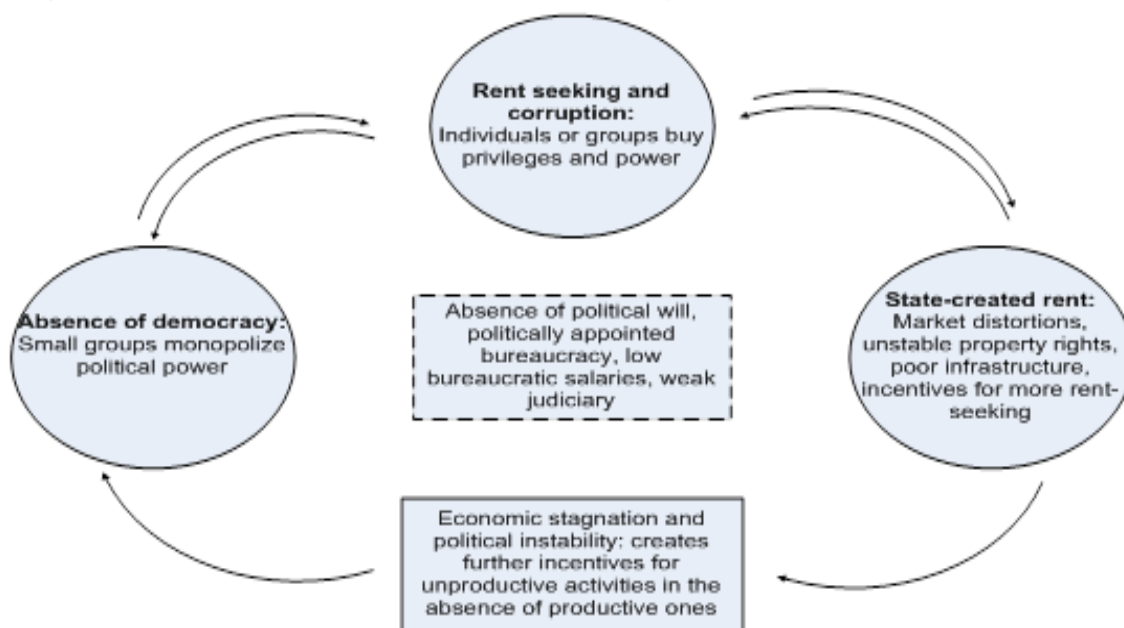 Rent seeking and
corruption:
Individuals or groups buy
privileges and power
Absence of democracy:
Small groups monopolize
political power
Absence of political will,
politically appointed
bureaucracy, low
bureaucratic salaries, weak
judiciary
State-created rent:
Market distortions,
unstable property rights,
poor infrastructure,
incentives for more rent-
seeking
Economic stagnation and
political instability: creates
further incentives for
unproductive activities in the
absence of productive ones